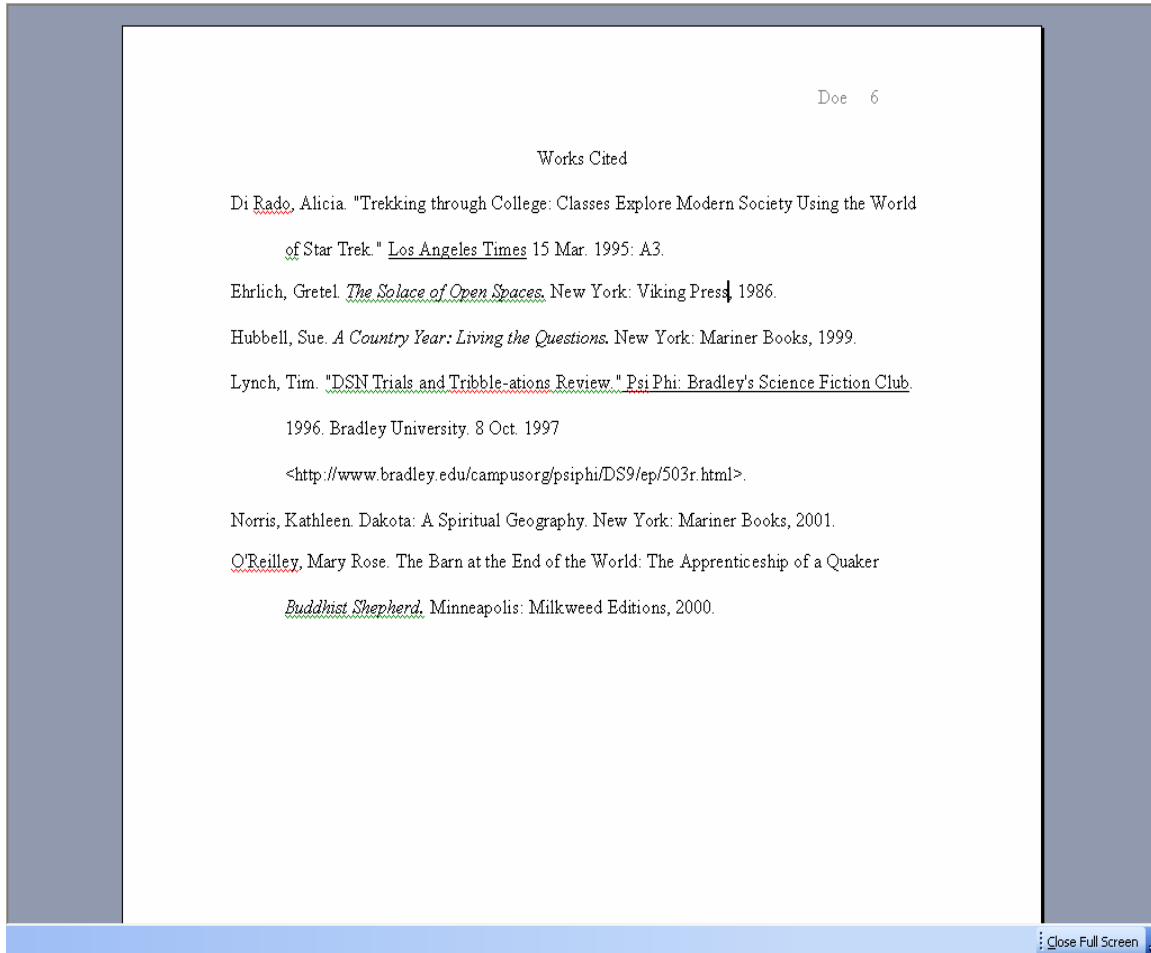 Doe 6
Works Cited
Di Rado, Alicia. "Trekking through College: Classes Explore Modern Society Using the World
of Star Trek." Los Angeles Times 15 Mar. 1995: A3.
Ehrlich, Gretel. The Solace of Open Spaces. New York: Viking Press, 1986.
Hubbell, Sue. A Country Year: Living the Questions. New York: Mariner Books, 1999.
Lynch, Tim. "DSN Trials and Tribble-ations Review." Psi Phi: Bradley's Science Fiction Club.
1996. Bradley University. 8 Oct. 1997
<http://www.bradley.edu/campusorg/psiphi/DS9/ep/503r.html>.
Norris, Kathleen. Dakota: A Spiritual Geography. New York: Mariner Books, 2001.
O'Reilley, Mary Rose. The Barn at the End of the World: The Apprenticeship of a Quaker
Buddhist Shepherd. Minneapolis: Milkweed Editions, 2000.
Close Full Screen